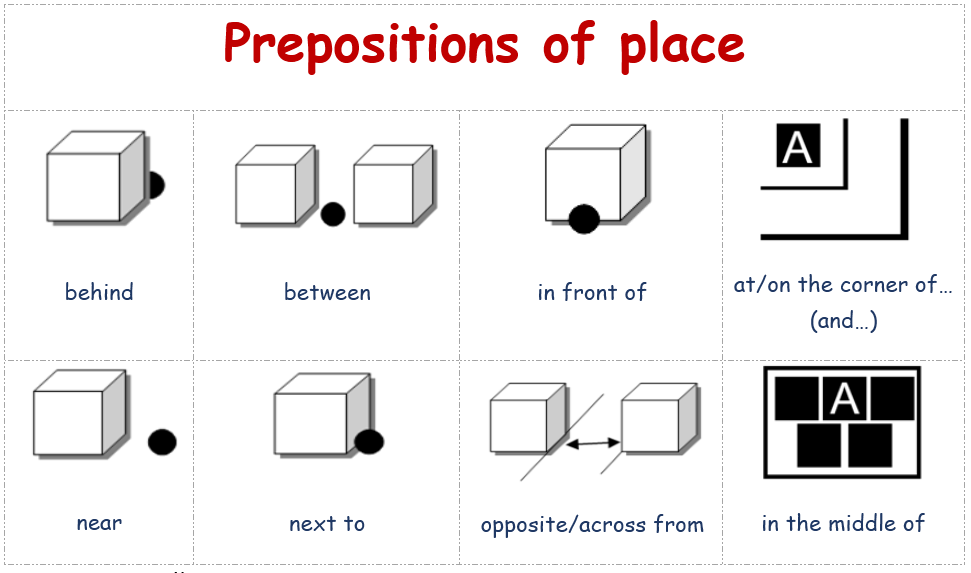 Prepositions of place
A
behind
between
in front of
at/on the corner of…
(and…)
A
near
next to
opposite/across from
in the middle of